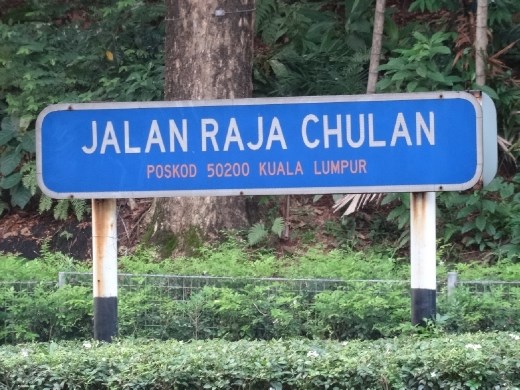 JALAN RAJA CHULAN
POSKOD 50200 KUALA LUMPUR